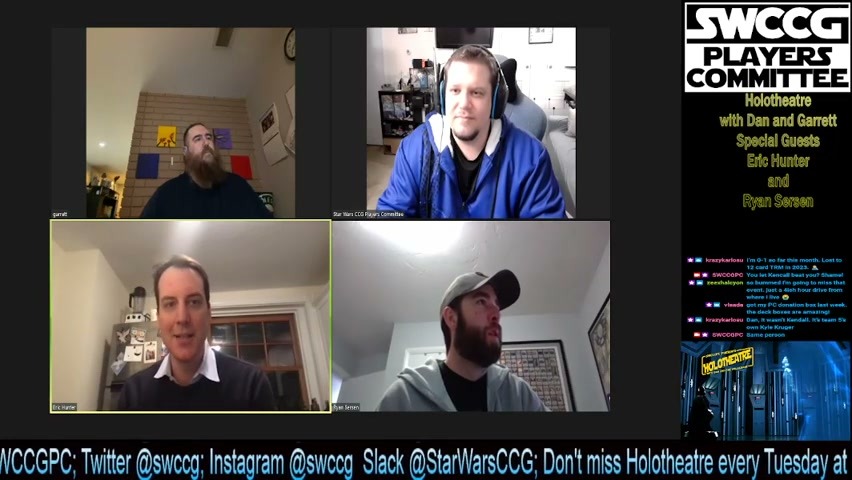 SWCCG
PLAYERS
COMMITTEE
Holotheatre
with Dan and Garrett
Special Guests
Eric Hunter
and
Ryan Sersen
garrett
Star Wars CCG Players Committee
Eric Hunter
Ryan Sersen
krazykarlosu I'm 0-1 so far this month. Lost to
12 card TRM in 2023.
SWCCGPC You let Kencall beat you? Shame!
zeexhalcyon so bummed I'm going to miss that
event. just a 4ish hour drive from
where I live
vleade got my PC donation box last week.
the deck boxes are amazing!
krazykarlosu Dan, it wasn't Kendall. It's team 5's
own Kyle Kruger
SWCCGPC Same person
HOLOTHEATRE
WCCGPC; Twitter @swccg; Instagram @swccg Slack @StarWarsCCG; Don't miss Holotheatre every Tuesday at